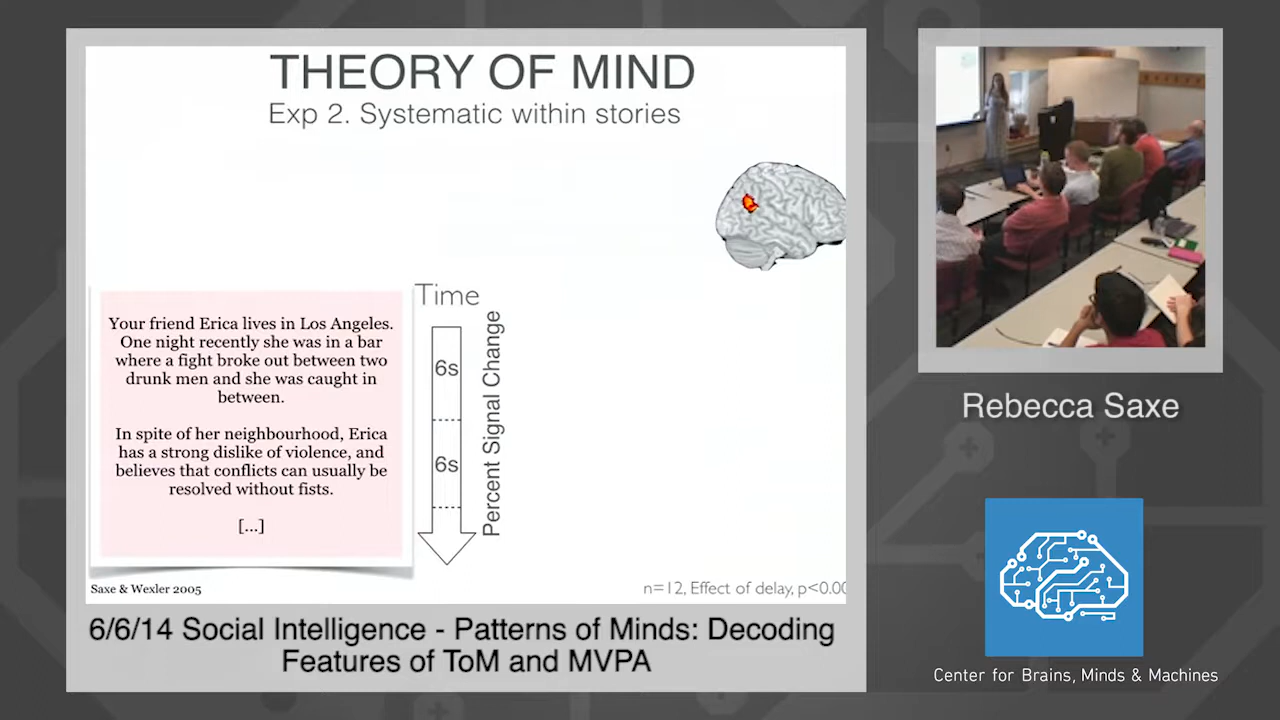 THEORY OF MIND
Exp 2. Systematic within stories
Your friend Erica lives in Los Angeles.
One night recently she was in a bar
where a fight broke out between two
drunk men and she was caught in
between.
In spite of her neighbourhood, Erica
has a strong dislike of violence, and
believes that conflicts can usually be
resolved without fists.
[...]
Time
6s
6s
Percent Signal Change
Saxe & Wexler 2005
n=12, Effect of delay, p<0.00
6/6/14 Social Intelligence - Patterns of Minds: Decoding
Features of ToM and MVPA
Rebecca Saxe
Center for Brains, Minds & Machines